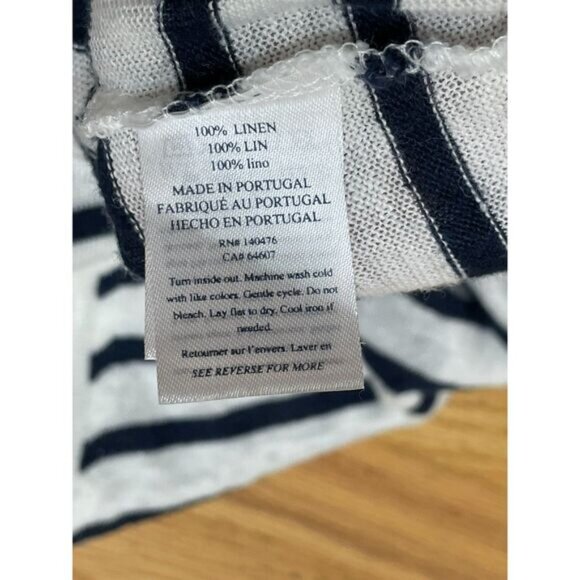 100% LINEN
100% LIN
100% lino
MADE IN PORTUGAL
FABRIQUÉ AU PORTUGAL
HECHO EN PORTUGAL
RN# 140476
CA# 64607
Turn inside out. Machine wash cold
with like colors. Gentle cycle. Do not
bleach. Lay flat to dry. Cool iron if
needed.
Retourner sur l'envers. Laver en
SEE REVERSE FOR MORE